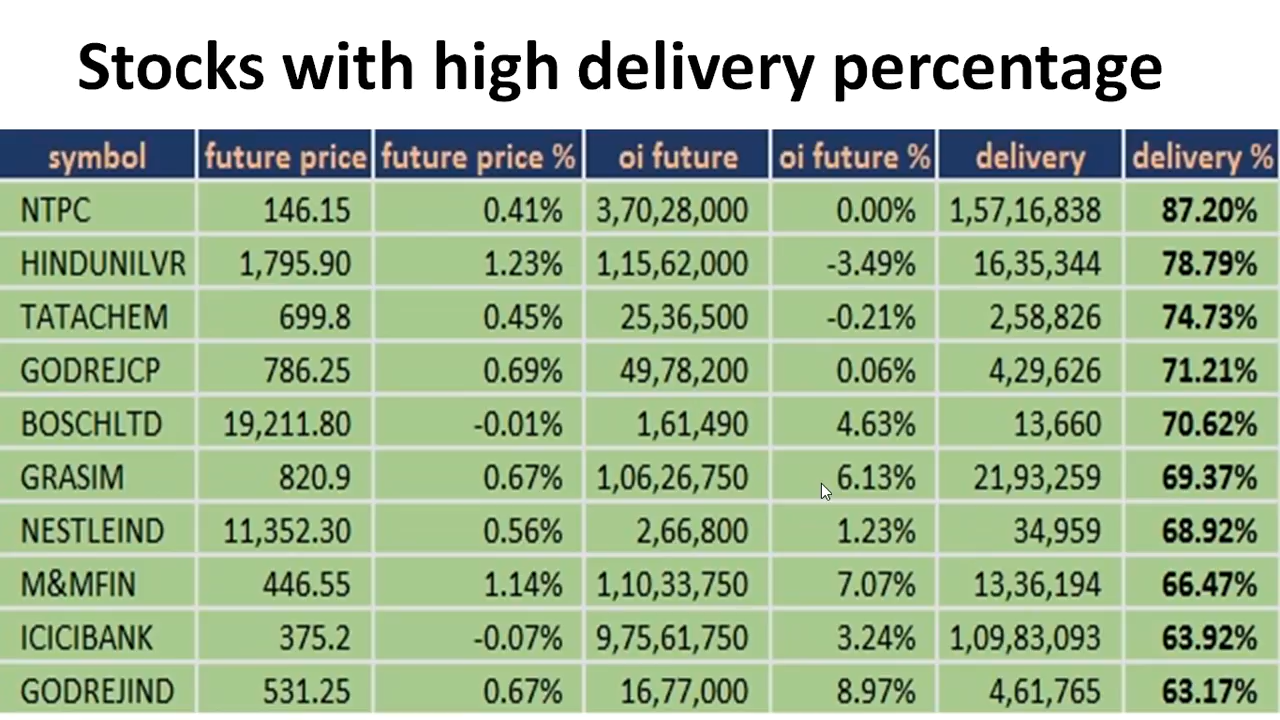 Stocks with high delivery percentage
symbol future price future price % oi future oi future % delivery delivery %
NTPC 146.15 0.41% 3,70,28,000 0.00% 1,57,16,838 87.20%
HINDUNILVR 1,795.90 1.23% 1,15,62,000 -3.49% 16,35,344 78.79%
TATACHEM 699.8 0.45% 25,36,500 -0.21% 2,58,826 74.73%
GODREJCP 786.25 0.69% 49,78,200 0.06% 4,29,626 71.21%
BOSCHLTD 19,211.80 -0.01% 1,61,490 4.63% 13,660 70.62%
GRASIM 820.9 0.67% 1,06,26,750 6.13% 21,93,259 69.37%
NESTLEIND 11,352.30 0.56% 2,66,800 1.23% 34,959 68.92%
M&MFIN 446.55 1.14% 1,10,33,750 7.07% 13,36,194 66.47%
ICICIBANK 375.2 -0.07% 9,75,61,750 3.24% 1,09,83,093 63.92%
GODREJIND 531.25 0.67% 16,77,000 8.97% 4,61,765 63.17%